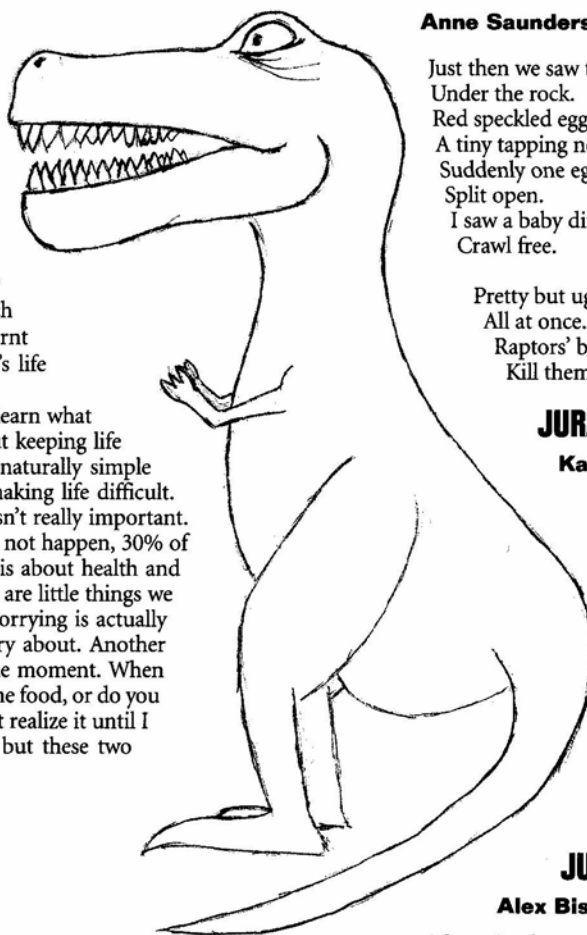 th
rnt
's life
earn what
ut keeping life
naturally simple
naking life difficult.
sn't really important.
not happen, 30% of
is about health and
are little things we
orrying is actually
ry about. Another
ne moment. When
he food, or do you
t realize it until I
but these two
Anne Saunders
Just then we saw t
Under the rock.
Red speckled egg
A tiny tapping no
Suddenly one eg
Split open.
I saw a baby di
Crawl free.
Pretty but ug
All at once.
Raptors' b
Kill them
JUR
Ka
JU
Alex Bis